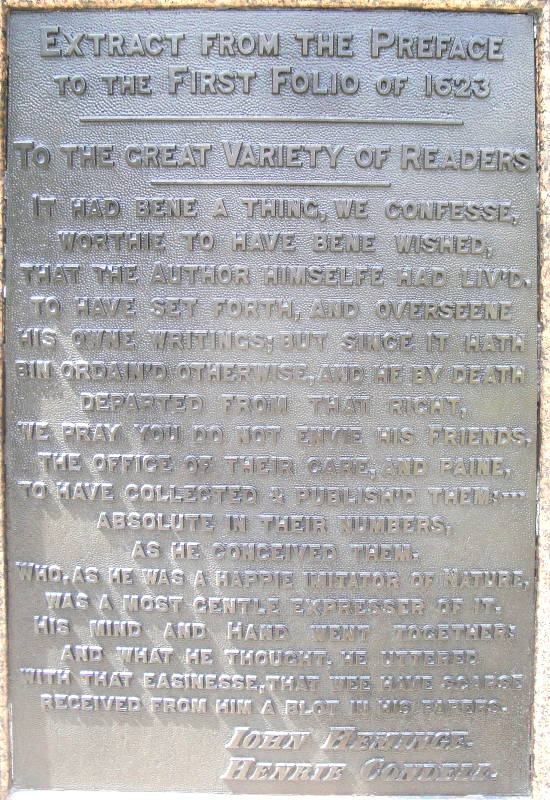 EXTRACT FROM THE PREFACE
TO THE FIRST FOLIO OF 1623
TO THE GREAT VARIETY OF READERS
IT HAD BENE A THING, WE CONFESSE,
WORTHIE TO HAVE BENE WISHED,
THAT THE AUTHOR HIMSELFE HAD LIV'D.
TO HAVE SET FORTH, AND OVERSEENE
HIS OWNE WRITINGS; BUT SINCE IT HATH
BIN ORDAIN'D OTHERWISE, AND HE BY DEATH
DEPARTED FROM THAT RIGHT,
WE PRAY YOU DO NOT ENVIE HIS FRIENDS,
THE OFFICE OF THEIR CARE, AND PAINE,
TO HAVE COLLECTED & PUBLISH'D THEM;····
ABSOLUTE IN THEIR NUMBERS,
AS HE CONCEIVED THEM.
WHO, AS HE WAS A HAPPIE IMITATOR OF NATURE,
WAS A MOST GENTLE EXPRESSER OF IT.
HIS MIND AND HAND WENT TOGETHER:
AND WHAT HE THOUGHT, HE UTTERED
WITH THAT EASINESSE, THAT WEE HAVE SCARSE
RECEIVED FROM HIM A BLOT IN HIS PAPERS.
IOHN HEMINGE.
HENRIE CONDELL.